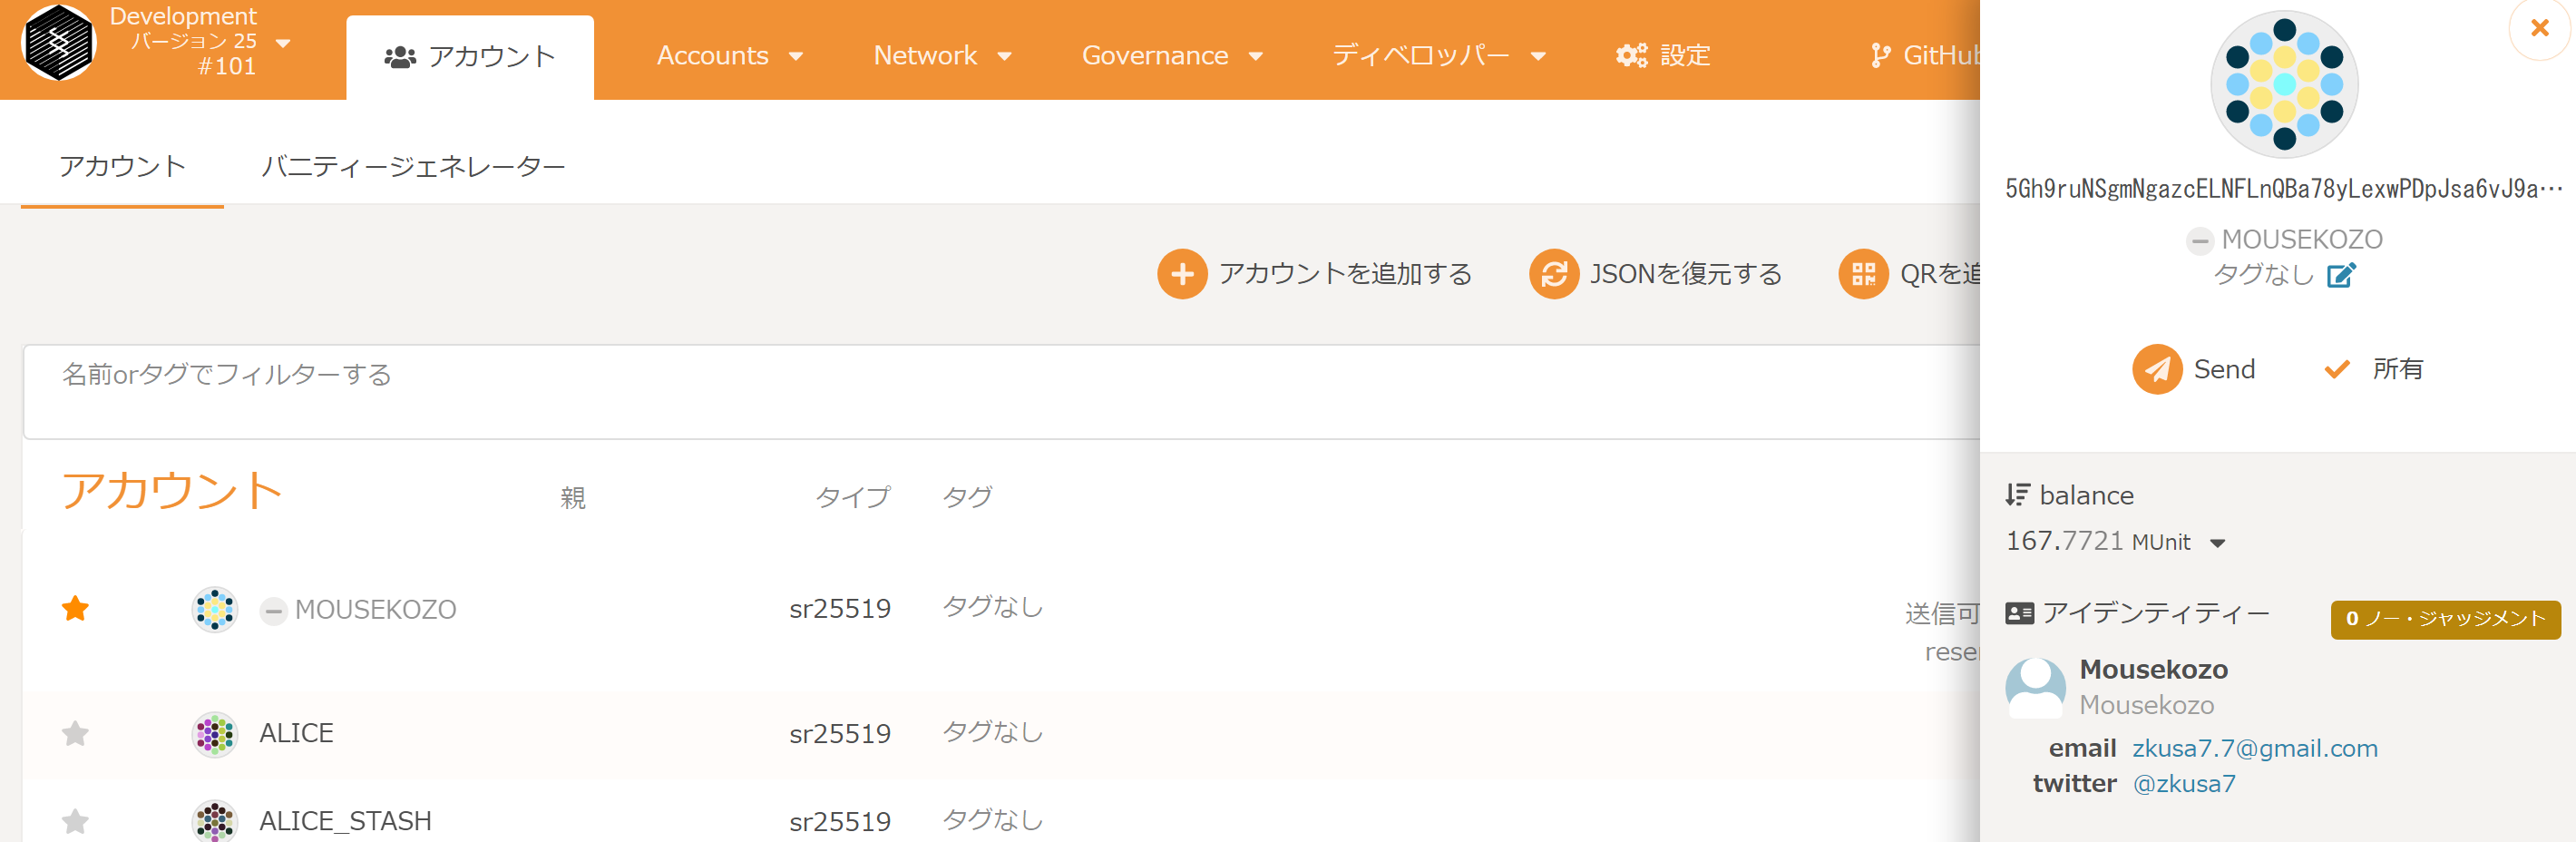 Development
バージョン 25
#101
アカウント
Accounts
Network
Governance
ディベロッパー
設定
GitHub
アカウント
バニティージェネレーター
アカウントを追加する
JSONを復元する
QRを追
名前orタグでフィルターする
アカウント 親 タイプ タグ
MOUSEKOZO sr25519 タグなし
送信可
reser
ALICE sr25519 タグなし
ALICE_STASH sr25519 タグなし
5Gh9ruNSgmNgazcELNFLnQBa78yLexwPDpJsa6vJ9a…
MOUSEKOZO
タグなし
Send
所有
balance
167.7721 MUnit
アイデンティティー
0 ノー・ジャッジメント
Mousekozo
Mousekozo
email zkusa7.7@gmail.com
twitter @zkusa7